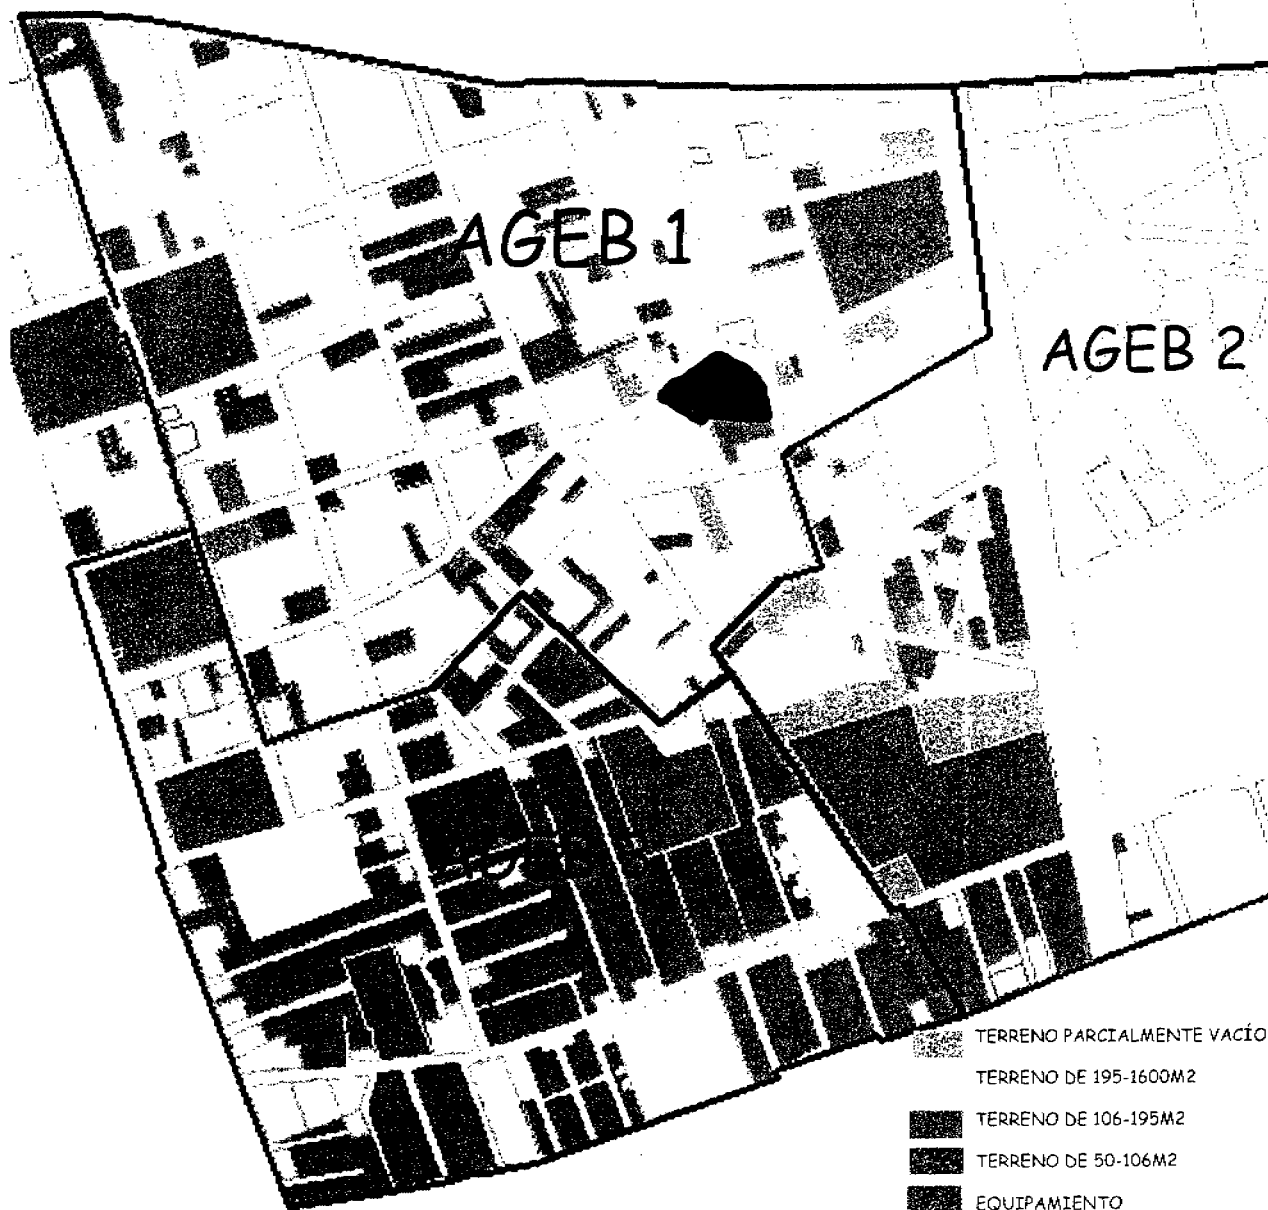 AGEB 1
AGEB 2
TERRENO PARCIALMENTE VACÍO
TERRENO DE 195-1600M2
TERRENO DE 106-195M2
TERRENO DE 50-106M2
EQUIPAMIENTO